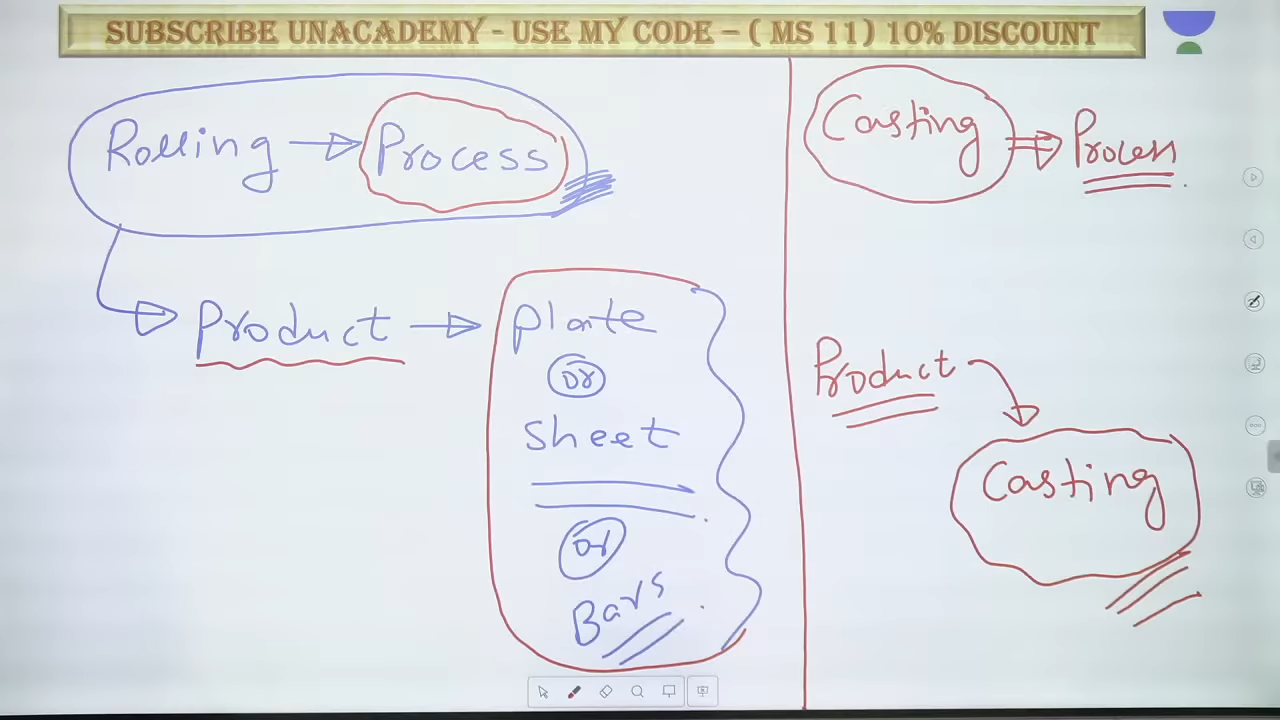 SUBSCRIBE UNACADEMY - USE MY CODE – ( MS 11) 10% DISCOUNT
Rolling Process
Product Plate
or
Sheet
or
Bars
Casting Process
Product
Casting